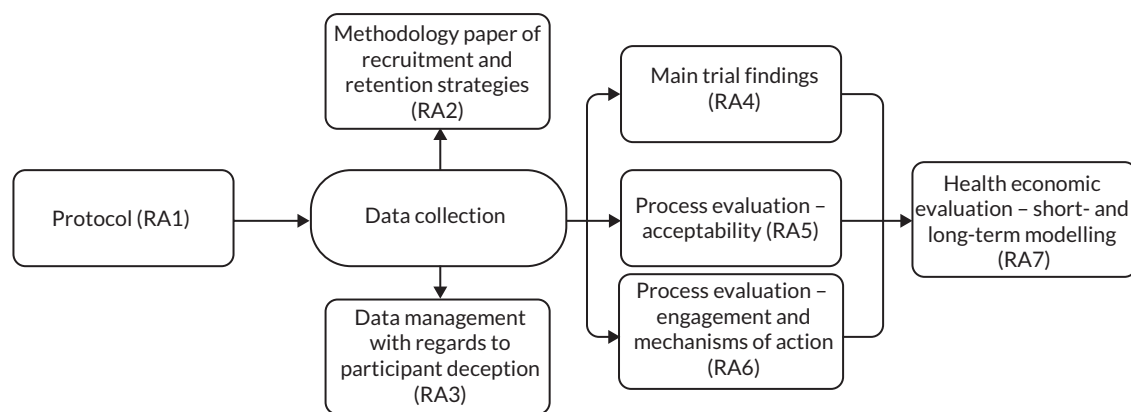 Protocol (RA1)
Methodology paper of
recruitment and
retention strategies
(RA2)
Data collection
Data management
with regards to
participant deception
(RA3)
Main trial findings
(RA4)
Process evaluation –
acceptability (RA5)
Process evaluation –
engagement and
mechanisms of action
(RA6)
Health economic
evaluation – short- and
long-term modelling
(RA7)